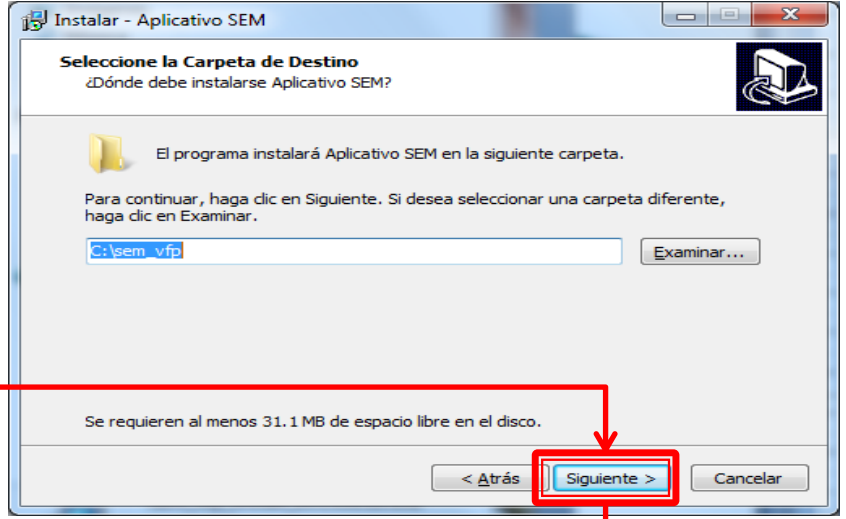 Instalar - Aplicativo SEM
Seleccione la Carpeta de Destino
¿Dónde debe instalarse Aplicativo SEM?
El programa instalará Aplicativo SEM en la siguiente carpeta.
Para continuar, haga clic en Siguiente. Si desea seleccionar una carpeta diferente,
haga clic en Examinar.
C:\sem_vfp
Examinar...
Se requieren al menos 31.1 MB de espacio libre en el disco.
< Atrás
Siguiente >
Cancelar